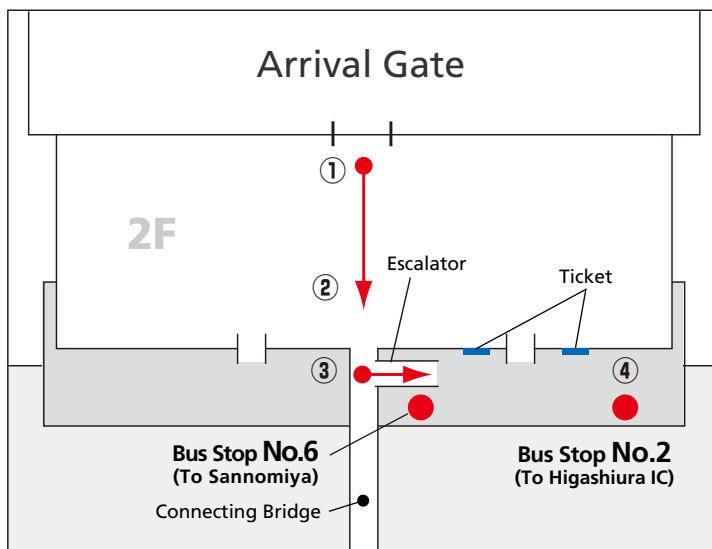 Arrival Gate
①
2F
②
Escalator
Ticket
③
④
Bus Stop No.6
(To Sannomiya)
Bus Stop No.2
(To Higashiura IC)
Connecting Bridge